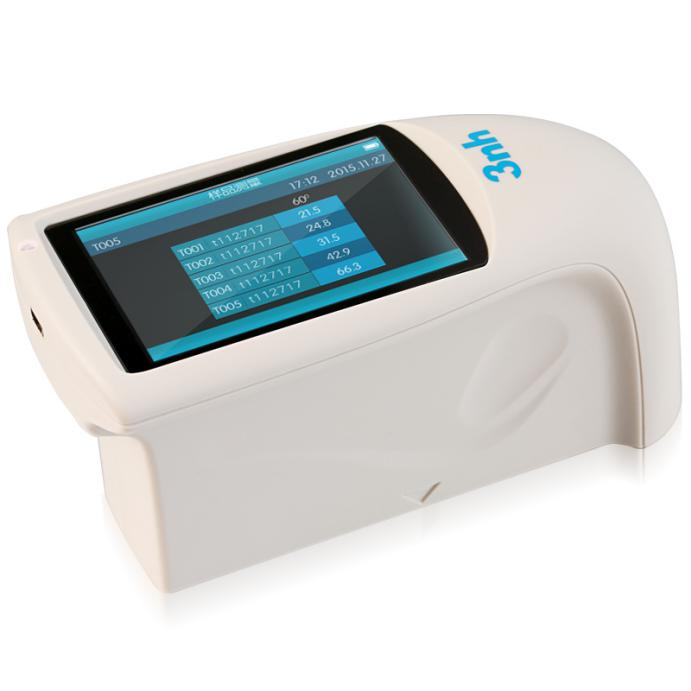 3nh
17:12 2015.11.27
T005
60°
T001 t112717 21.5
T002 t112717 24.8
T003 t112717 31.5
T004 t112717 42.9
T005 t112717 66.3